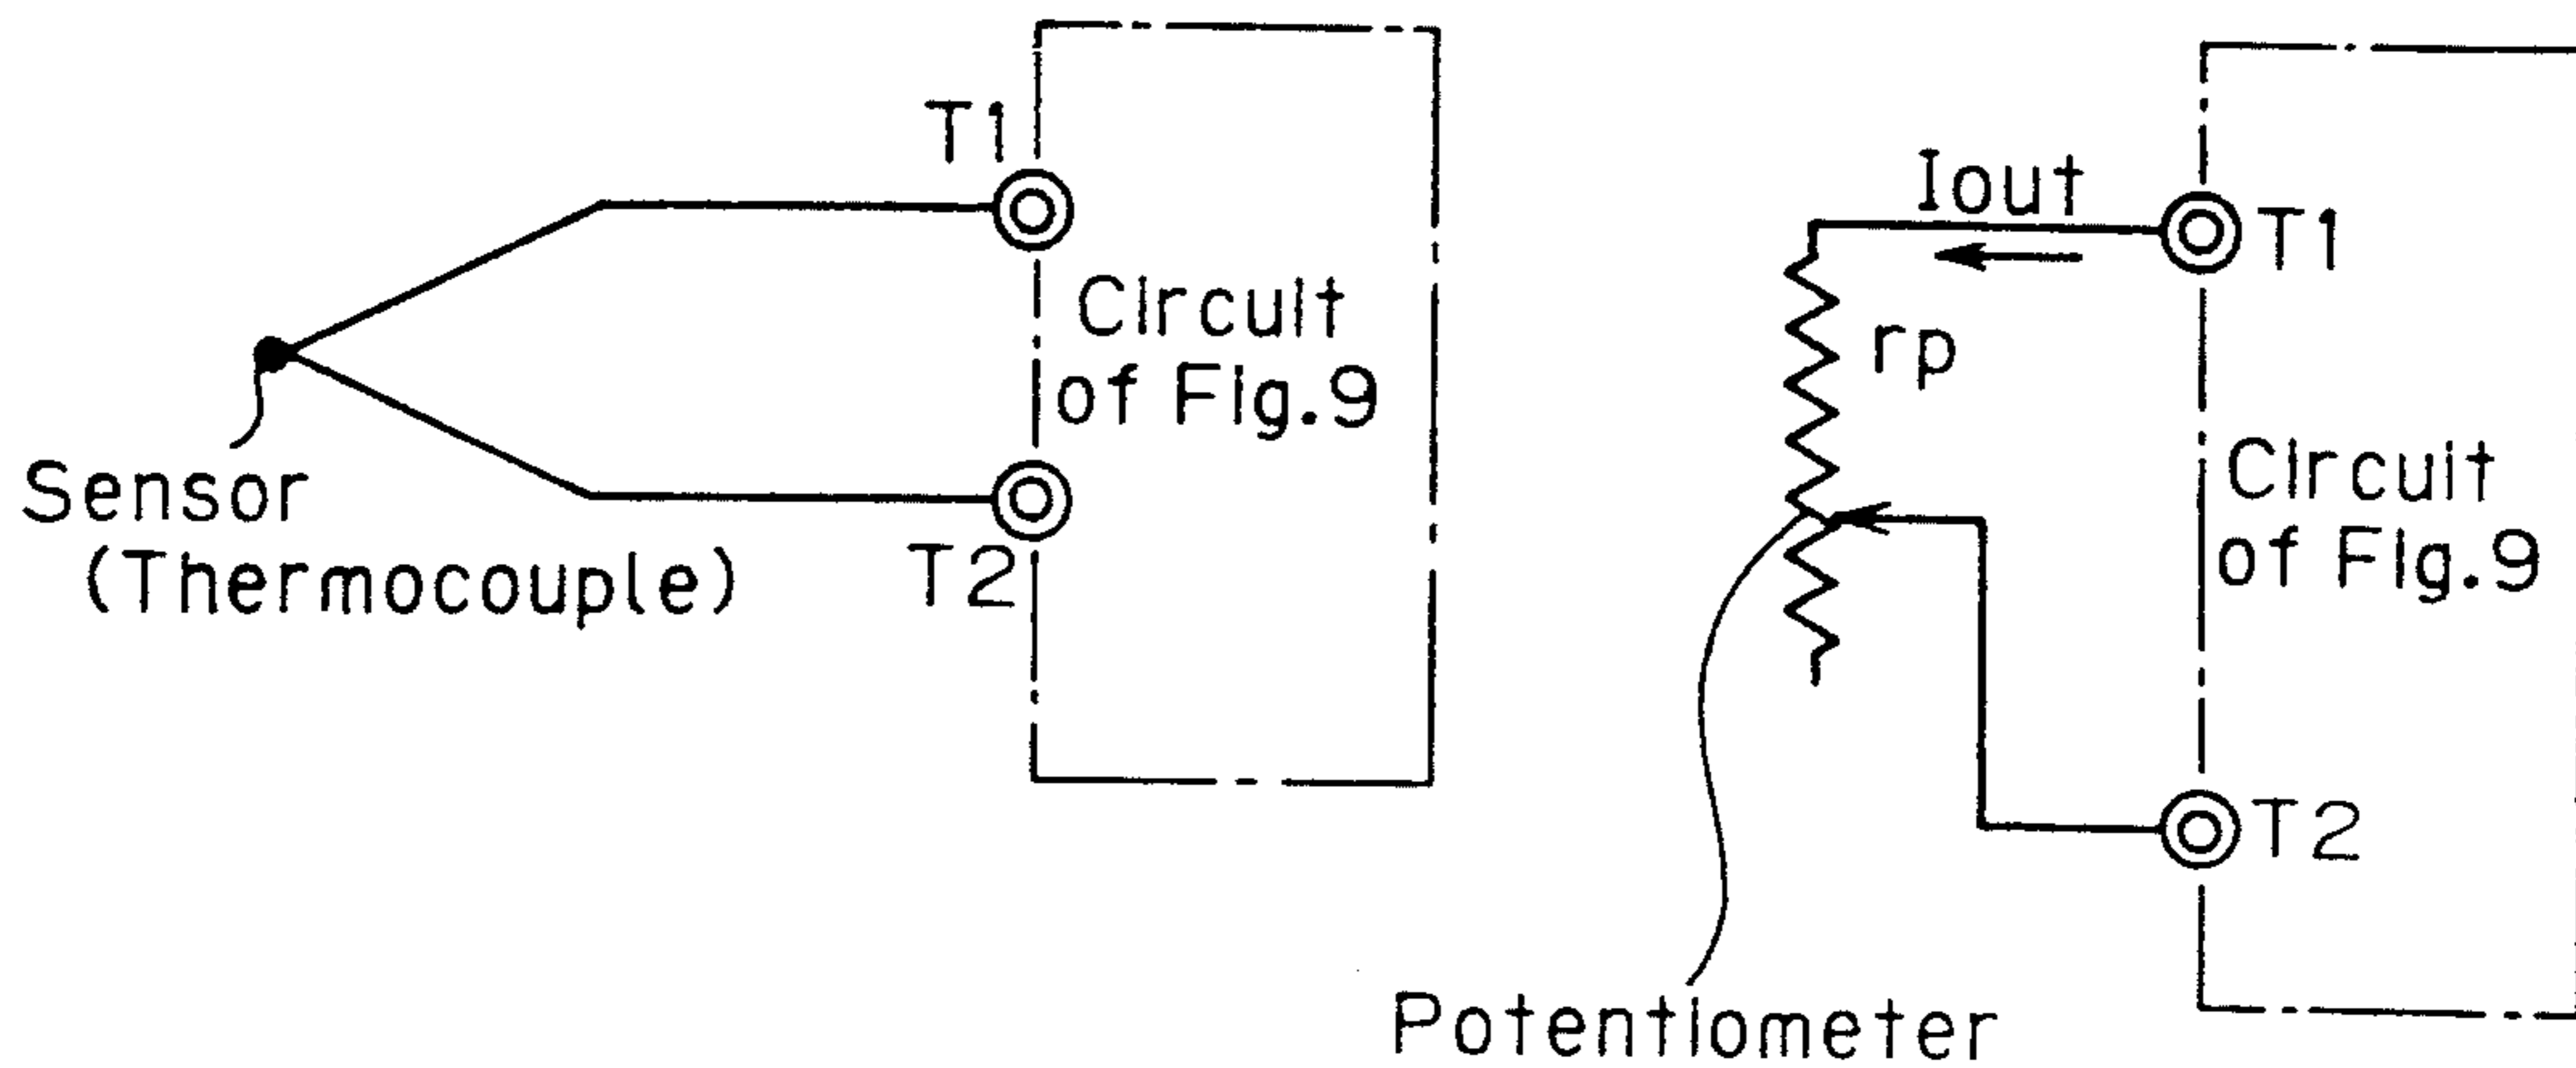 T1
Circuit
of Fig.9
Sensor
(Thermocouple)
T2
Iout
T1
rp
Circuit
of Fig.9
T2
Potentiometer